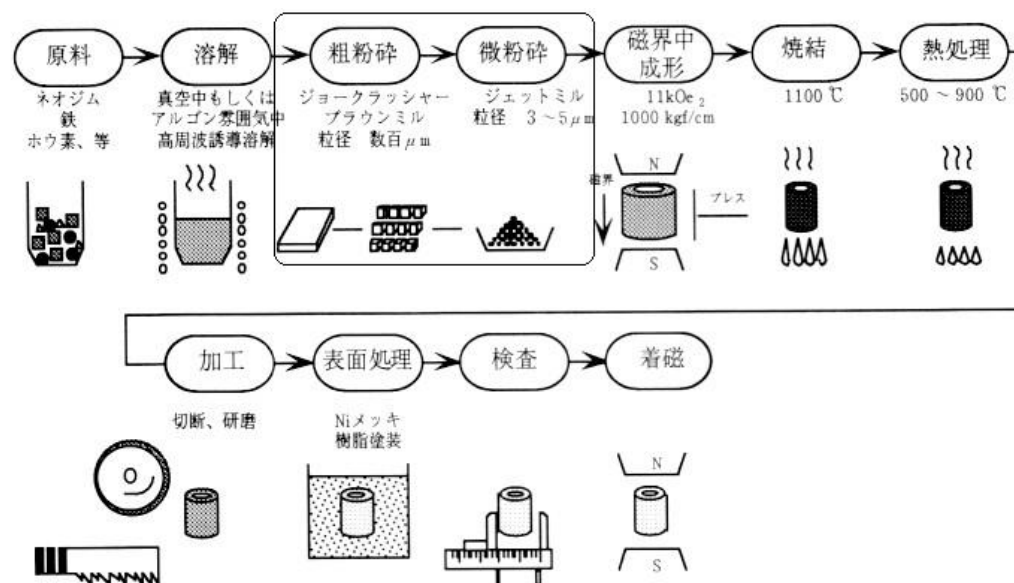 原料
溶解
粗粉砕
微粉砕
磁界中
成形
焼結
熱処理
ネオジム
鉄
ホウ素、等
真空中もしくは
アルゴン雰囲気中
高周波誘導溶解
ジョークラッシャー
ブラウンミル
粒径 数百μm
ジェットミル
粒径 3～5μm
11kOe 2
1000 kgf/cm
1100 ℃
500 ～ 900 ℃
磁界
N
S
プレス
加工
表面処理
検査
着磁
切断、研磨
Niメッキ
樹脂塗装
N
S